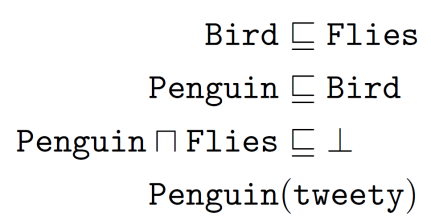 Bird ⊑ Flies
Penguin ⊑ Bird
Penguin ⊓ Flies ⊑ ⊥
Penguin(tweety)